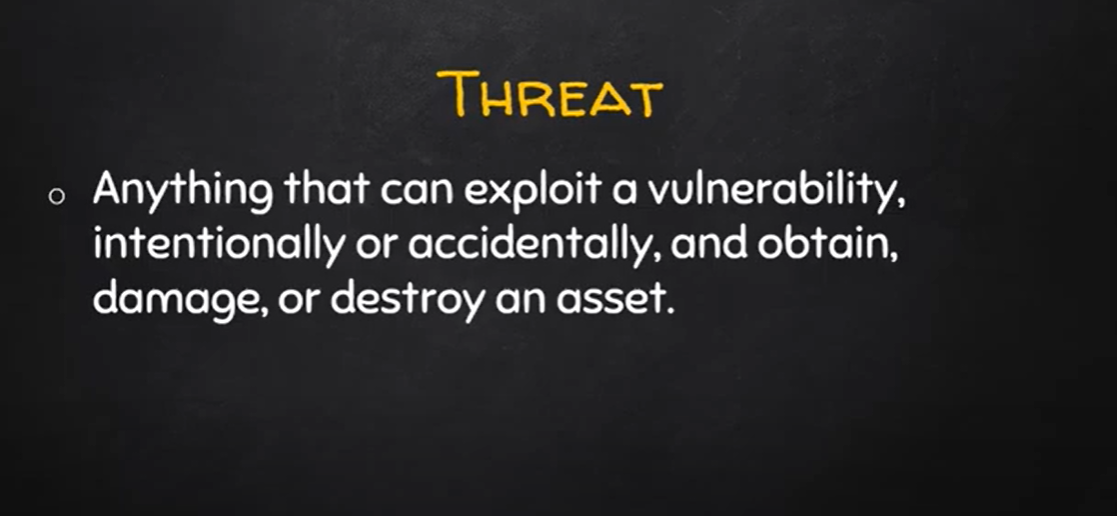 THREAT
o Anything that can exploit a vulnerability,
intentionally or accidentally, and obtain,
damage, or destroy an asset.